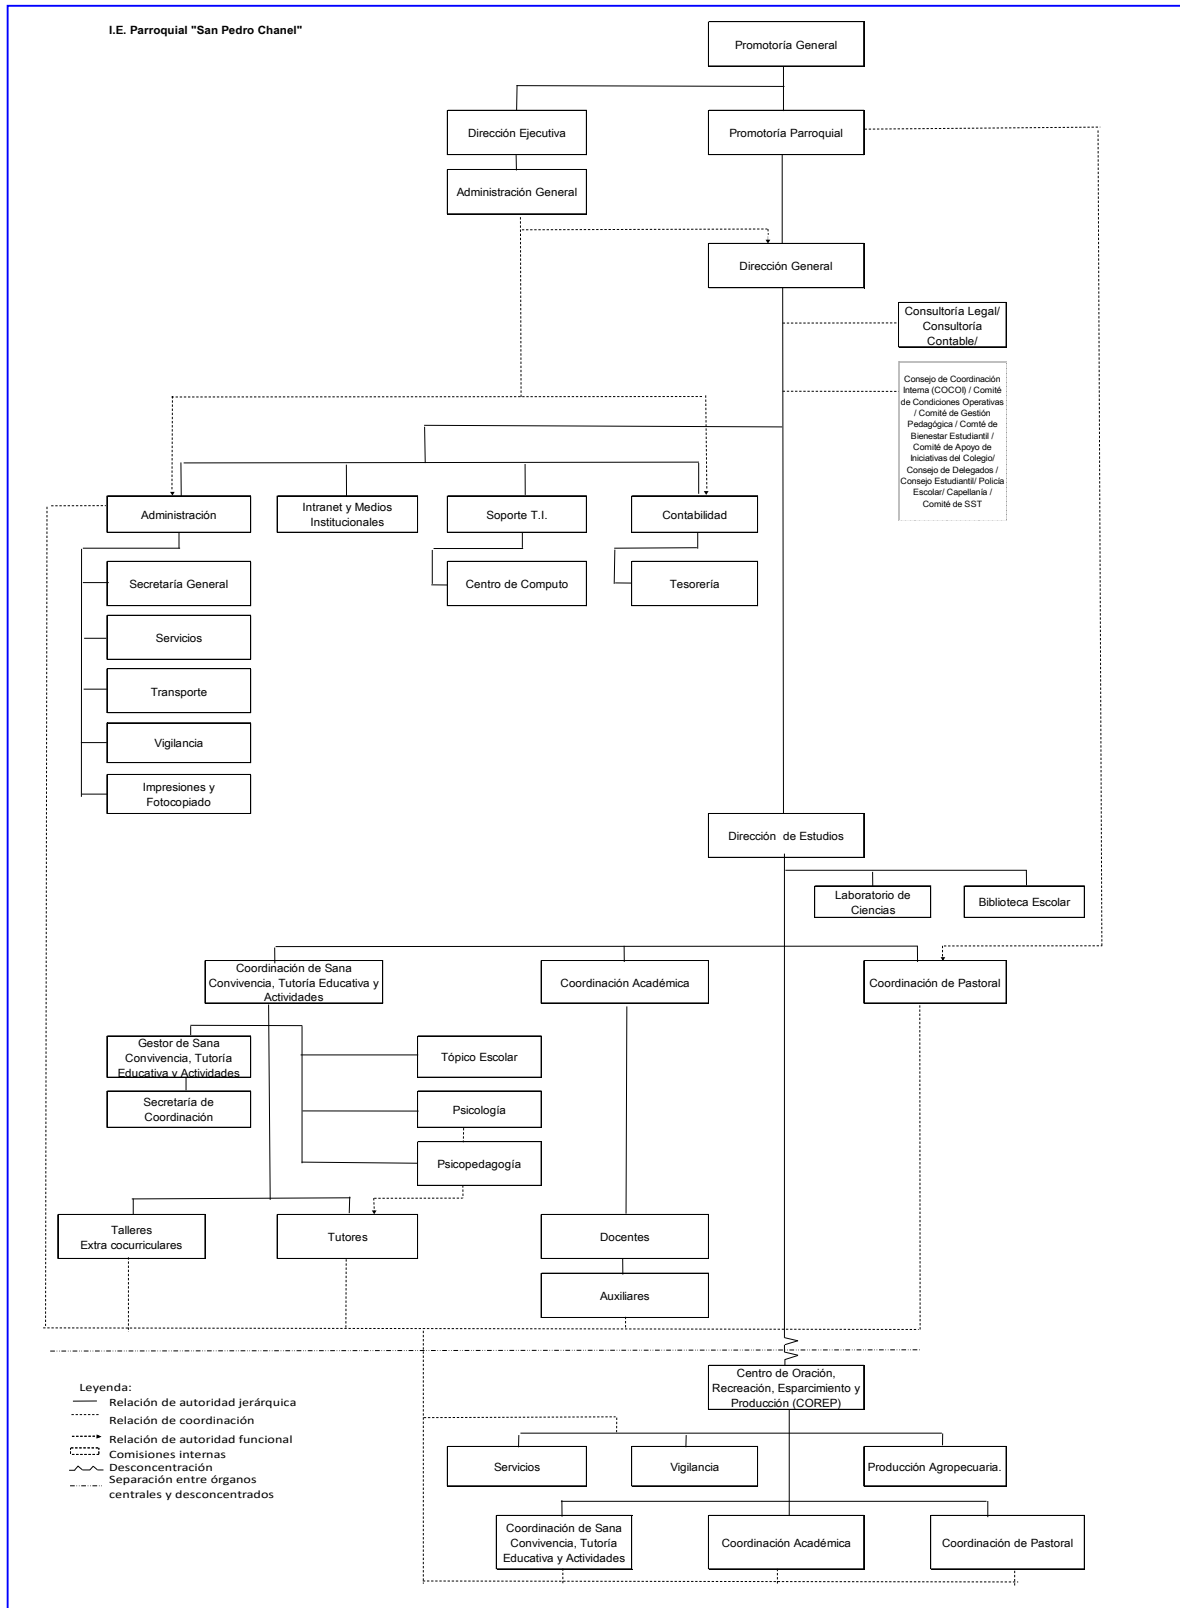 I.E. Parroquial "San Pedro Chanel"
Promotoría General
Dirección Ejecutiva
Promotoría Parroquial
Administración General
Dirección General
Consultoría Legal/
Consultoría
Contable/
Consejo de Coordinación
Interna (COCOI) / Comité
de Condiciones Operativas
/ Comité de Gestión
Pedagógica / Comté de
Bienestar Estudiantil /
Comité de Apoyo de
Iniciativas del Colegio/
Consejo de Delegados /
Consejo Estudiantil/ Policía
Escolar/ Capellanía /
Comité de SST
Administración
Intranet y Medios
Institucionales
Soporte T.I.
Contabilidad
Secretaría General
Centro de Computo
Tesorería
Servicios
Transporte
Vigilancia
Impresiones y
Fotocopiado
Dirección de Estudios
Laboratorio de
Ciencias
Biblioteca Escolar
Coordinación de Sana
Convivencia, Tutoría Educativa y
Actividades
Coordinación Académica
Coordinación de Pastoral
Gestor de Sana
Convivencia, Tutoría
Educativa y Actividades
Tópico Escolar
Secretaría de
Coordinación
Psicología
Psicopedagogía
Talleres
Extra cocurriculares
Tutores
Docentes
Auxiliares
Centro de Oración,
Recreación, Esparcimiento y
Producción (COREP)
Leyenda:
Relación de autoridad jerárquica
Relación de coordinación
Relación de autoridad funcional
Comisiones internas
Desconcentración
Separación entre órganos
centrales y desconcentrados
Servicios
Vigilancia
Producción Agropecuaria.
Coordinación de Sana
Convivencia, Tutoría
Educativa y Actividades
Coordinación Académica
Coordinación de Pastoral